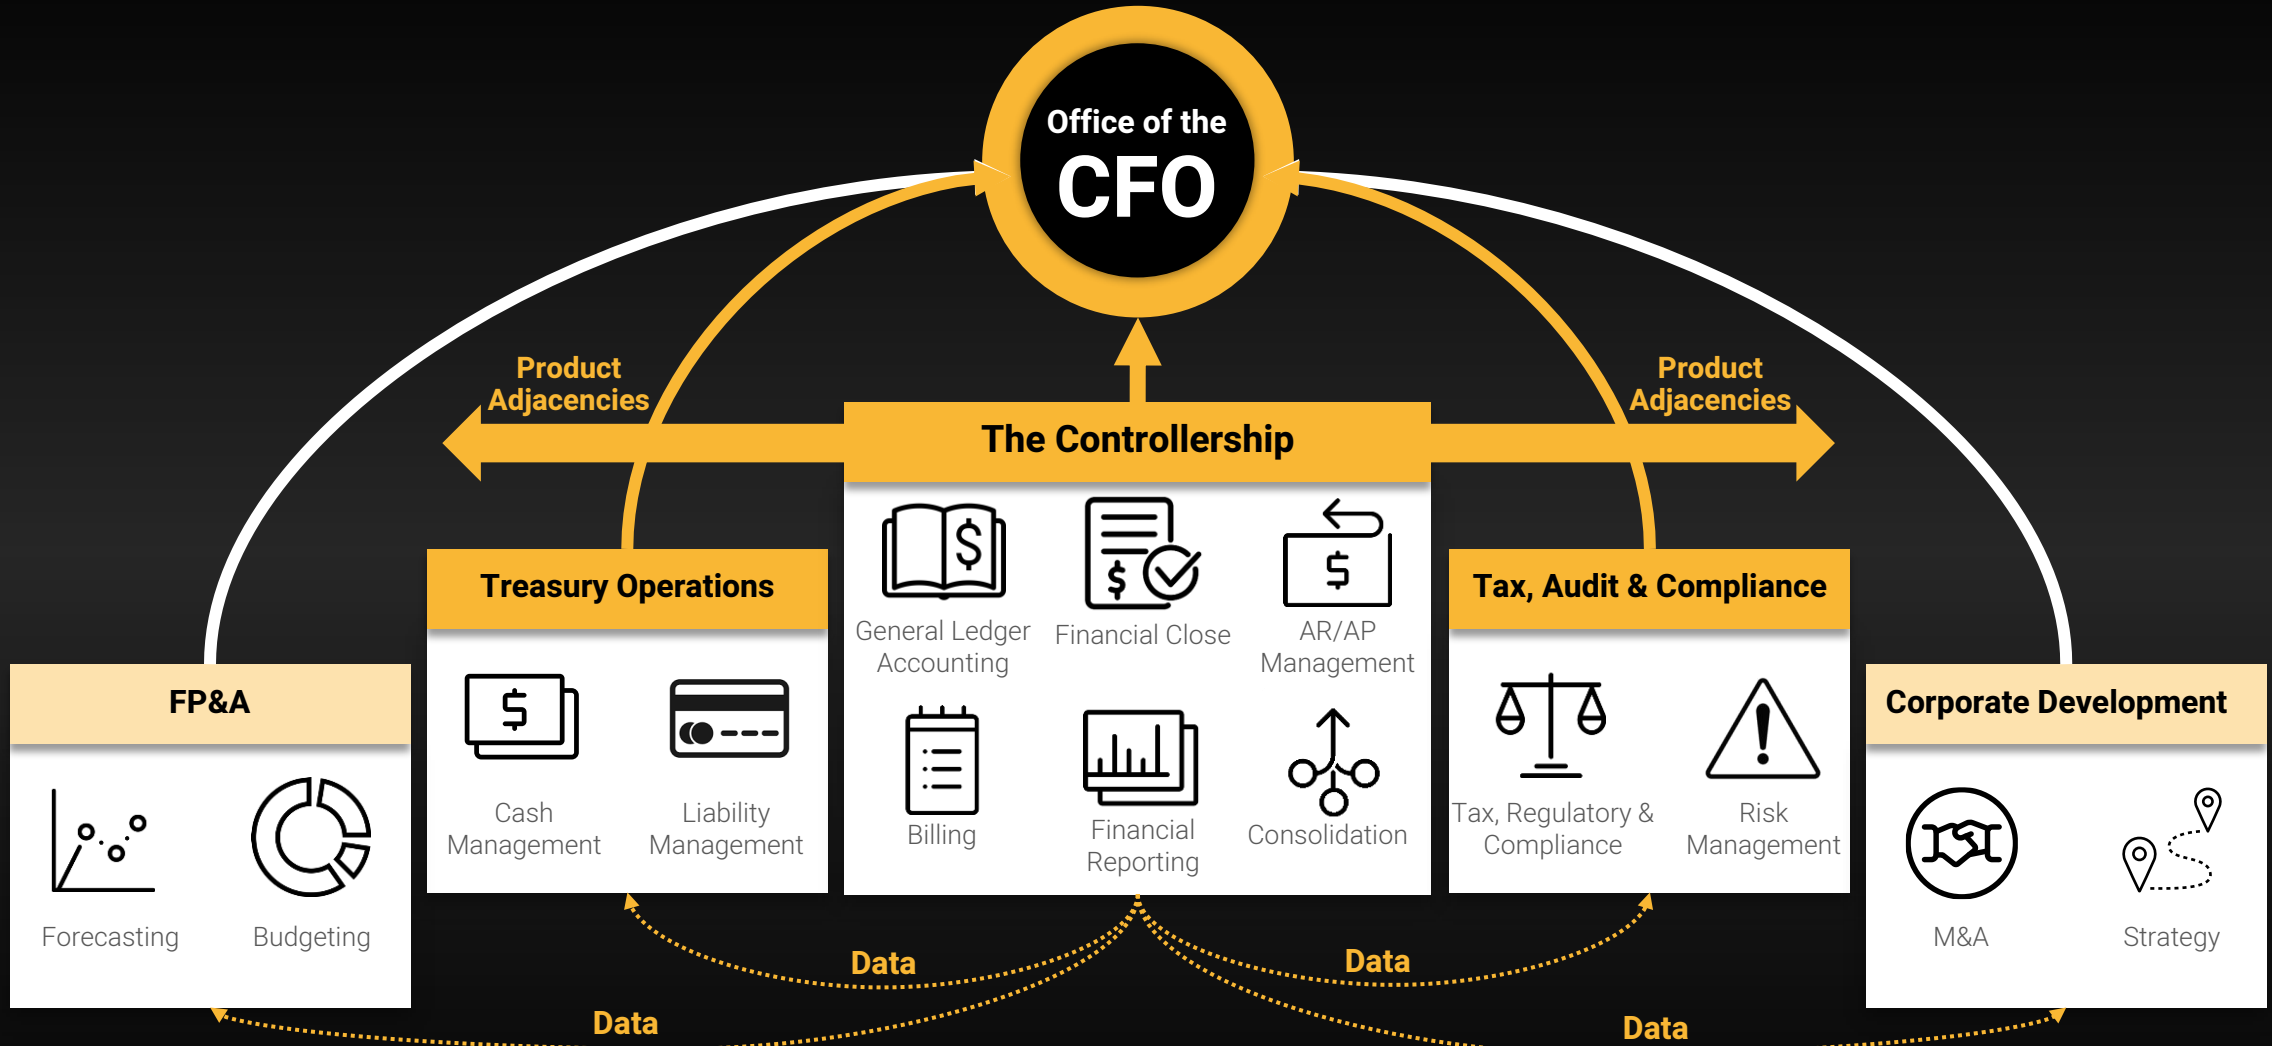 Office of the
CFO
Product
Adjacencies
Product
Adjacencies
The Controllership
General Ledger
Accounting
Financial Close
AR/AP
Management
Billing
Financial
Reporting
Consolidation
Treasury Operations
Cash
Management
Liability
Management
Tax, Audit & Compliance
Tax, Regulatory &
Compliance
Risk
Management
FP&A
Forecasting
Budgeting
Corporate Development
M&A
Strategy
Data
Data
Data
Data